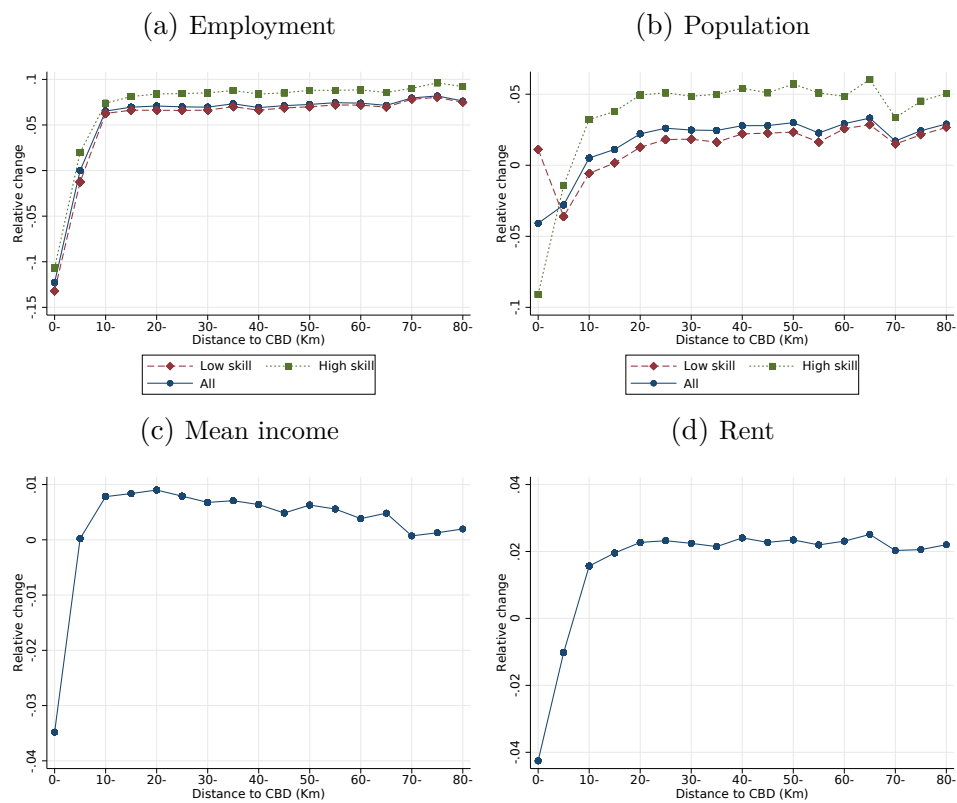 (a) Employment
Relative change
.1
.05
0
-.05
-.1
-.15
0- 10- 20- 30- 40- 50- 60- 70- 80-
Distance to CBD (Km)
Low skill High skill
All
(b) Population
Relative change
.05
0
-.05
-.1
0- 10- 20- 30- 40- 50- 60- 70- 80-
Distance to CBD (Km)
Low skill High skill
All
(c) Mean income
Relative change
.01
0
-.01
-.02
-.03
-.04
0- 10- 20- 30- 40- 50- 60- 70- 80-
Distance to CBD (Km)
(d) Rent
Relative change
.04
.02
0
-.02
-.04
0- 10- 20- 30- 40- 50- 60- 70- 80-
Distance to CBD (Km)